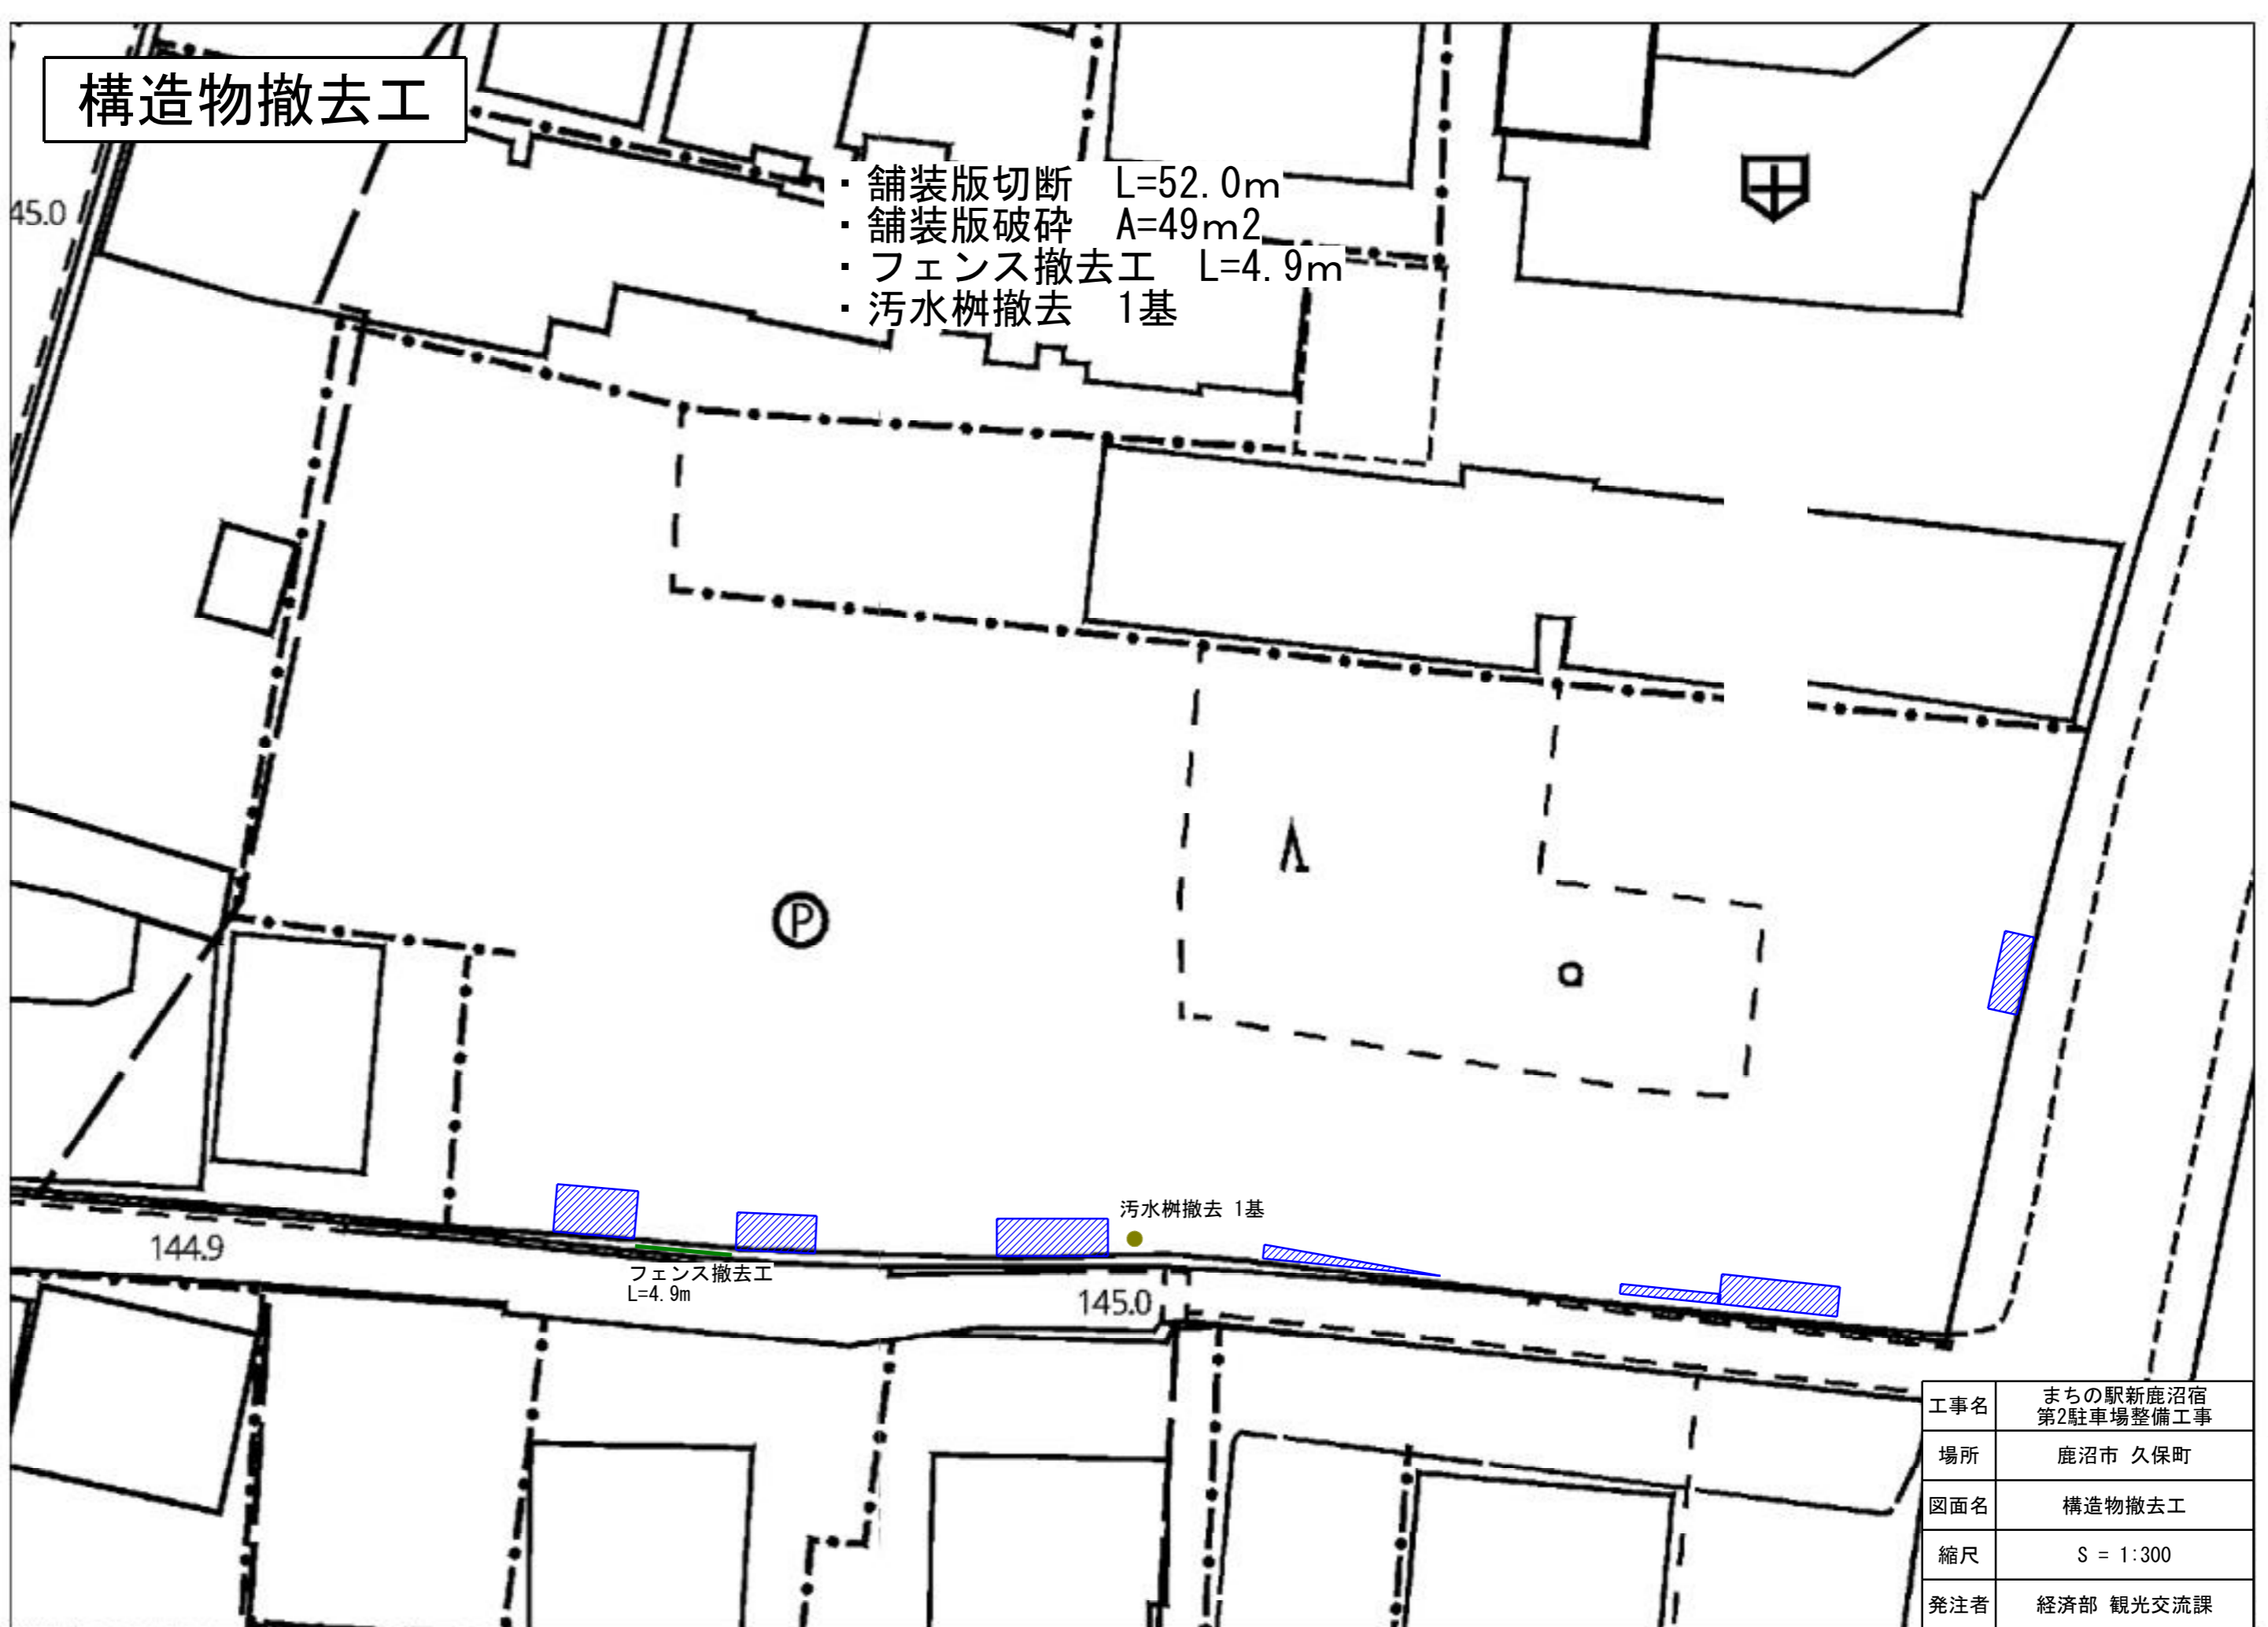 構造物撤去工
45.0
・舗装版切断　L=52.0m
・舗装版破砕　A=49m2
・フェンス撤去工　L=4.9m
・汚水桝撤去　1基
P
a
汚水桝撤去 1基
144.9
フェンス撤去工
L=4.9m
145.0
工事名 まちの駅新鹿沼宿
第2駐車場整備工事
場所 鹿沼市 久保町
図面名 構造物撤去工
縮尺 S = 1:300
発注者 経済部 観光交流課